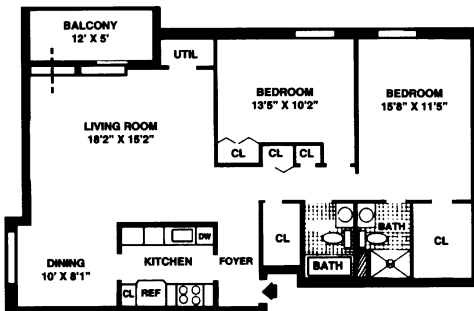 BALCONY
12' X 5'
UTIL
BEDROOM
13'5" X 10'2"
BEDROOM
15'8" X 11'5"
LIVING ROOM
18'2" X 15'2"
CL
CL
CL
CL
BATH
BATH
CL
DW
DINING
10' X 8'1"
KITCHEN
FOYER
CL
REF